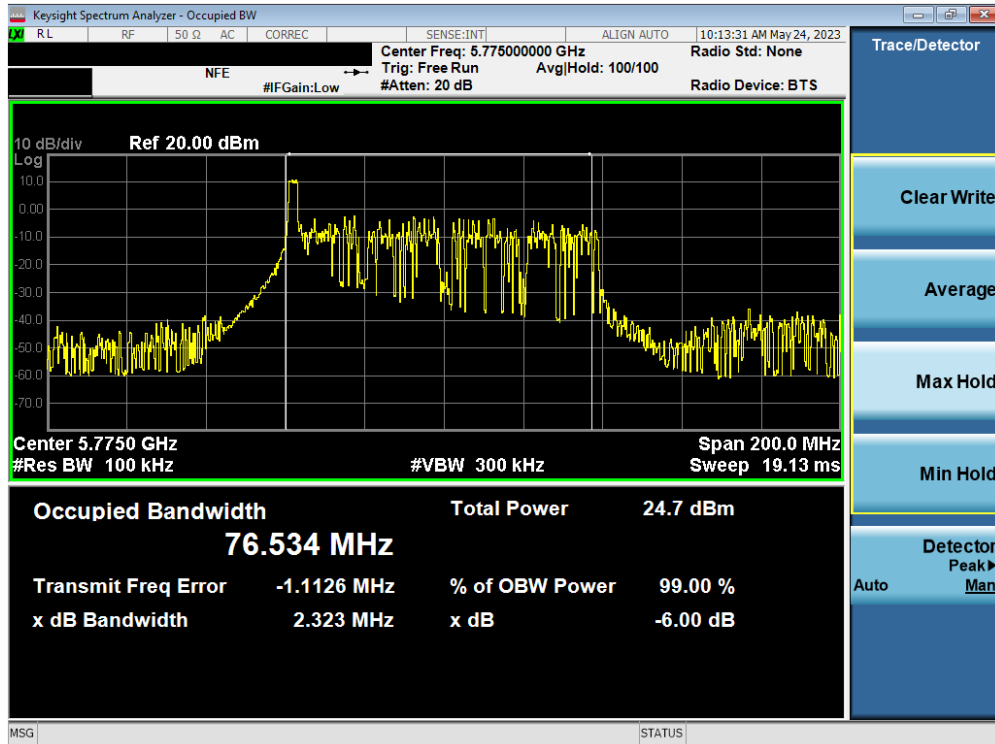 Keysight Spectrum Analyzer - Occupied BW
LXI RL RF 50 Ω AC CORREC SENSE:INT ALIGN AUTO 10:13:31 AM May 24, 2023
Center Freq: 5.775000000 GHz Radio Std: None
NFE Trig: Free Run Avg|Hold: 100/100
#IFGain:Low #Atten: 20 dB Radio Device: BTS
Trace/Detector
10 dB/div Ref 20.00 dBm
Log
10.0
0.00
-10.0
-20.0
-30.0
-40.0
-50.0
-60.0
-70.0
Center 5.7750 GHz Span 200.0 MHz
#Res BW 100 kHz #VBW 300 kHz Sweep 19.13 ms
Occupied Bandwidth Total Power 24.7 dBm
76.534 MHz
Transmit Freq Error -1.1126 MHz % of OBW Power 99.00 %
x dB Bandwidth 2.323 MHz x dB -6.00 dB
Clear Write
Average
Max Hold
Min Hold
Detector
Peak▶
Auto Man
MSG STATUS